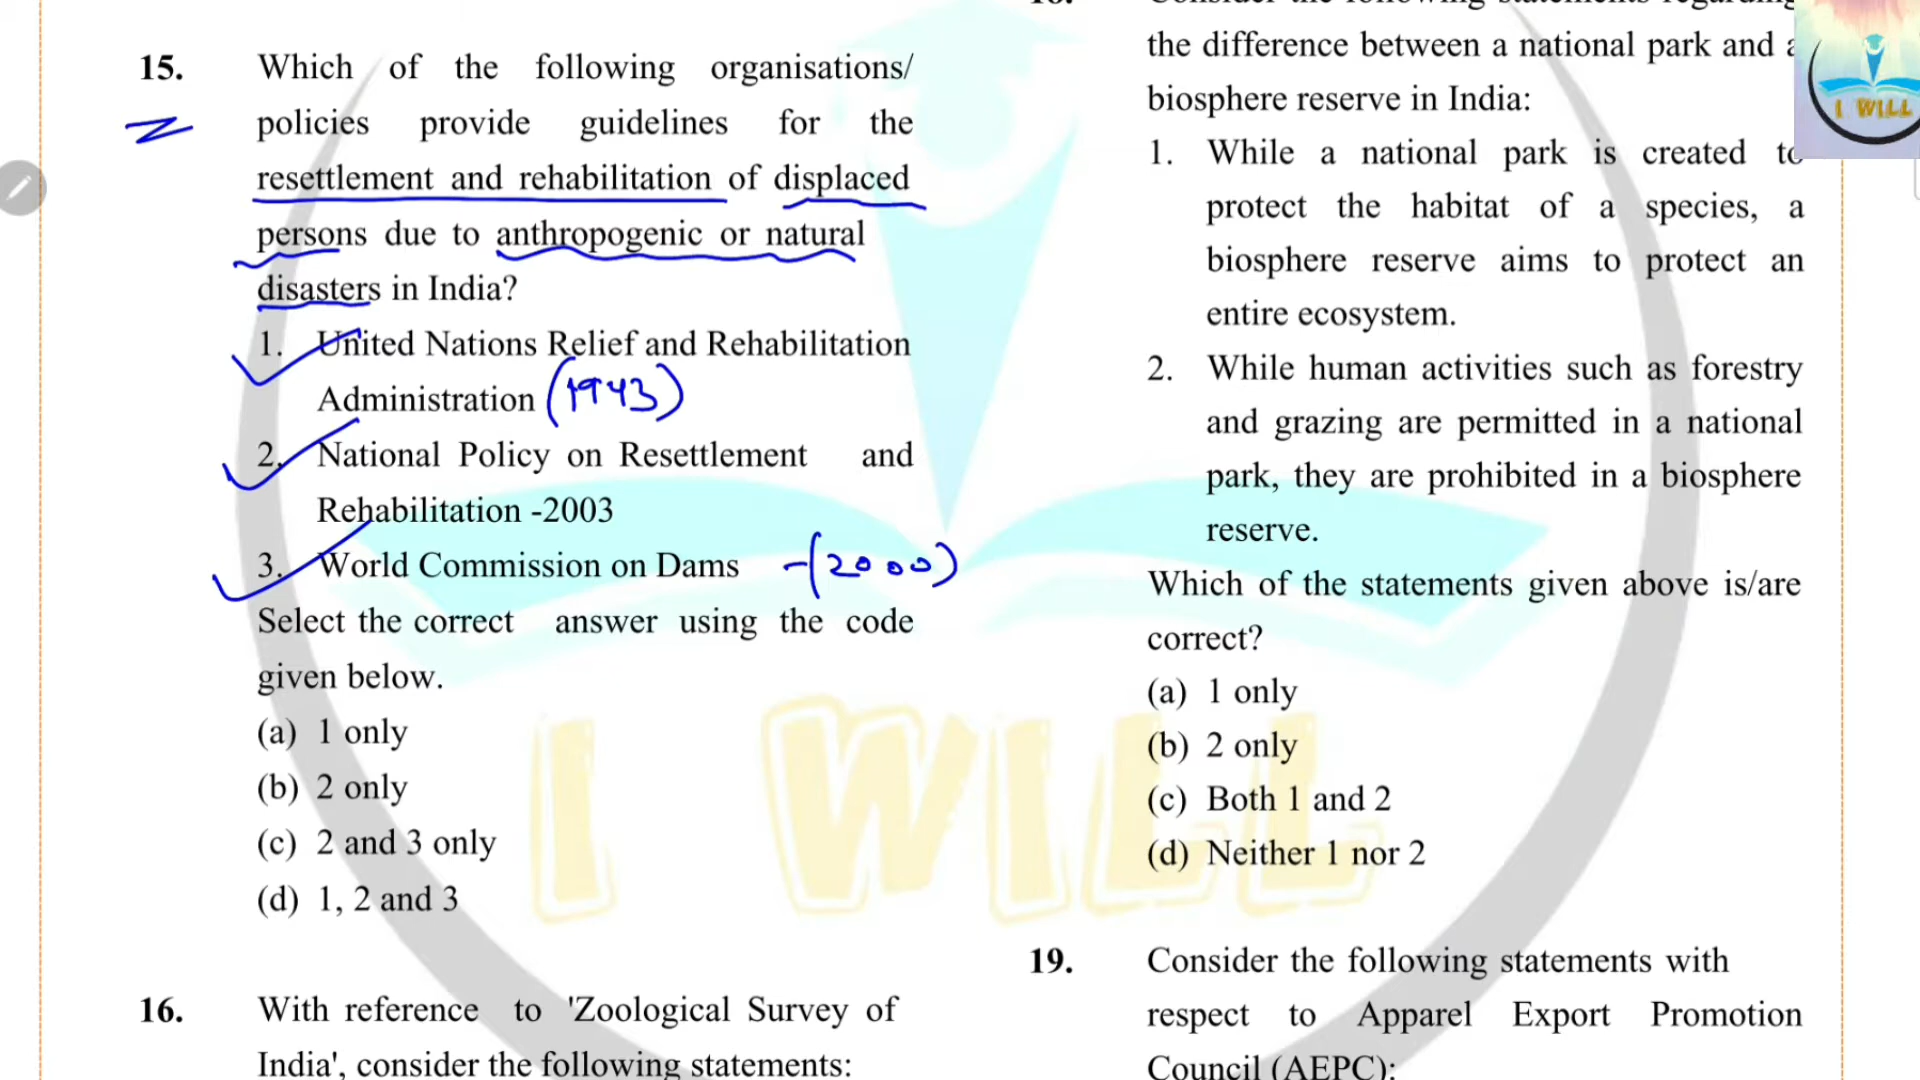 15. Which of the following organisations/
policies provide guidelines for the
resettlement and rehabilitation of displaced
persons due to anthropogenic or natural
disasters in India?
1. United Nations Relief and Rehabilitation
Administration (1943)
2. National Policy on Resettlement and
Rehabilitation -2003
3. World Commission on Dams -(2000)
Select the correct answer using the code
given below.
(a) 1 only
(b) 2 only
(c) 2 and 3 only
(d) 1, 2 and 3
16. With reference to 'Zoological Survey of
India', consider the following statements:
the difference between a national park and a
biosphere reserve in India:
1. While a national park is created to
protect the habitat of a species, a
biosphere reserve aims to protect an
entire ecosystem.
2. While human activities such as forestry
and grazing are permitted in a national
park, they are prohibited in a biosphere
reserve.
Which of the statements given above is/are
correct?
(a) 1 only
(b) 2 only
(c) Both 1 and 2
(d) Neither 1 nor 2
19. Consider the following statements with
respect to Apparel Export Promotion
Council (AEPC):
I WILL
I WILL